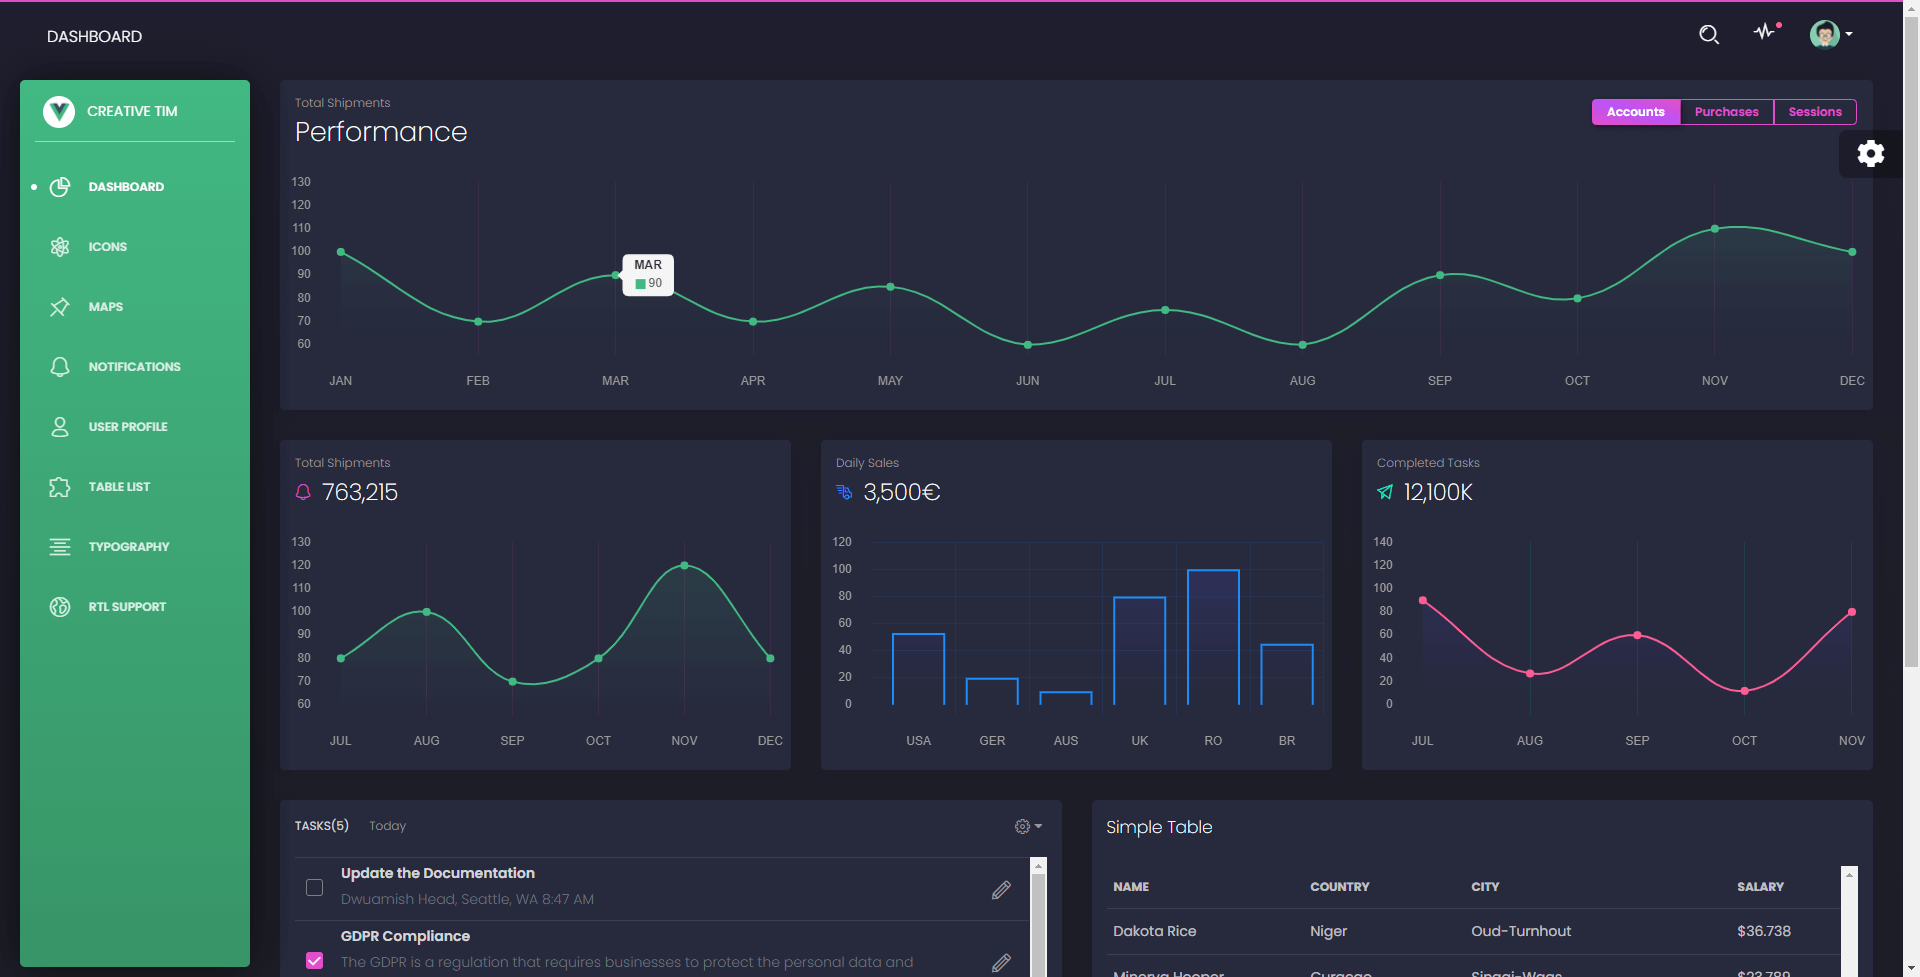 DASHBOARD
CREATIVE TIM
DASHBOARD
ICONS
MAPS
NOTIFICATIONS
USER PROFILE
TABLE LIST
TYPOGRAPHY
RTL SUPPORT
Total Shipments
Performance
Accounts Purchases Sessions
130
120
110
100
90
80
70
60
MAR
90
JAN FEB MAR APR MAY JUN JUL AUG SEP OCT NOV DEC
Total Shipments
763,215
130
120
110
100
90
80
70
60
JUL AUG SEP OCT NOV DEC
Daily Sales
3,500€
120
100
80
60
40
20
0
USA GER AUS UK RO BR
Completed Tasks
12,100K
140
120
100
80
60
40
20
0
JUL AUG SEP OCT NOV
TASKS(5) Today
Update the Documentation
Dwuamish Head, Seattle, WA 8:47 AM
GDPR Compliance
The GDPR is a regulation that requires businesses to protect the personal data and
Simple Table
NAME COUNTRY CITY SALARY
Dakota Rice Niger Oud-Turnhout $36.738
Minerva Hooper Curaçao Sinaai-Waas $23.789